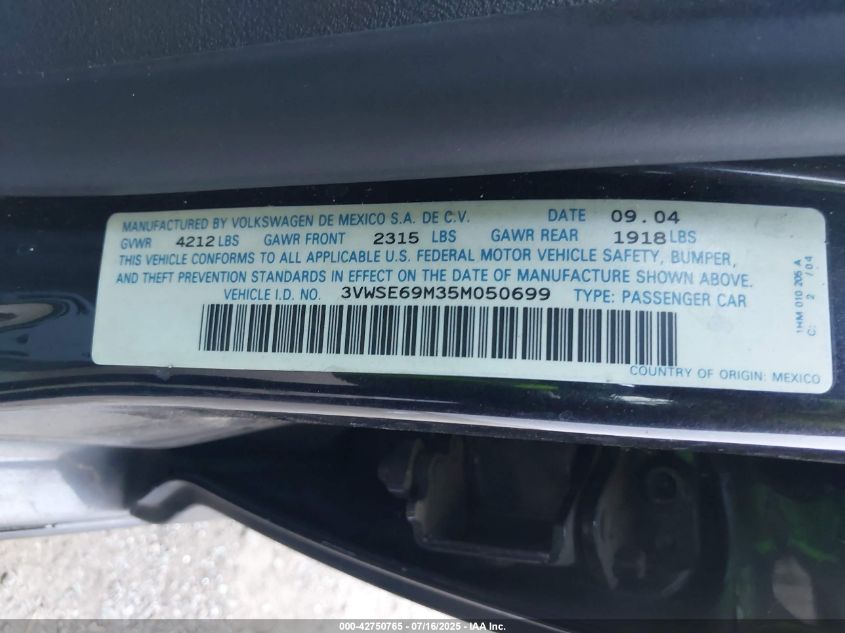 MANUFACTURED BY VOLKSWAGEN DE MEXICO S.A. DE C.V. DATE 09.04
GVWR 4212 LBS GAWR FRONT 2315 LBS GAWR REAR 1918 LBS
THIS VEHICLE CONFORMS TO ALL APPLICABLE U.S. FEDERAL MOTOR VEHICLE SAFETY, BUMPER,
AND THEFT PREVENTION STANDARDS IN EFFECT ON THE DATE OF MANUFACTURE SHOWN ABOVE.
VEHICLE I.D. NO. 3VWSE69M35M050699 TYPE: PASSENGER CAR
COUNTRY OF ORIGIN: MEXICO
1HM 010 205 A
C: 2 / 04
000-42750765 - 07/16/2025 - IAA, Inc.